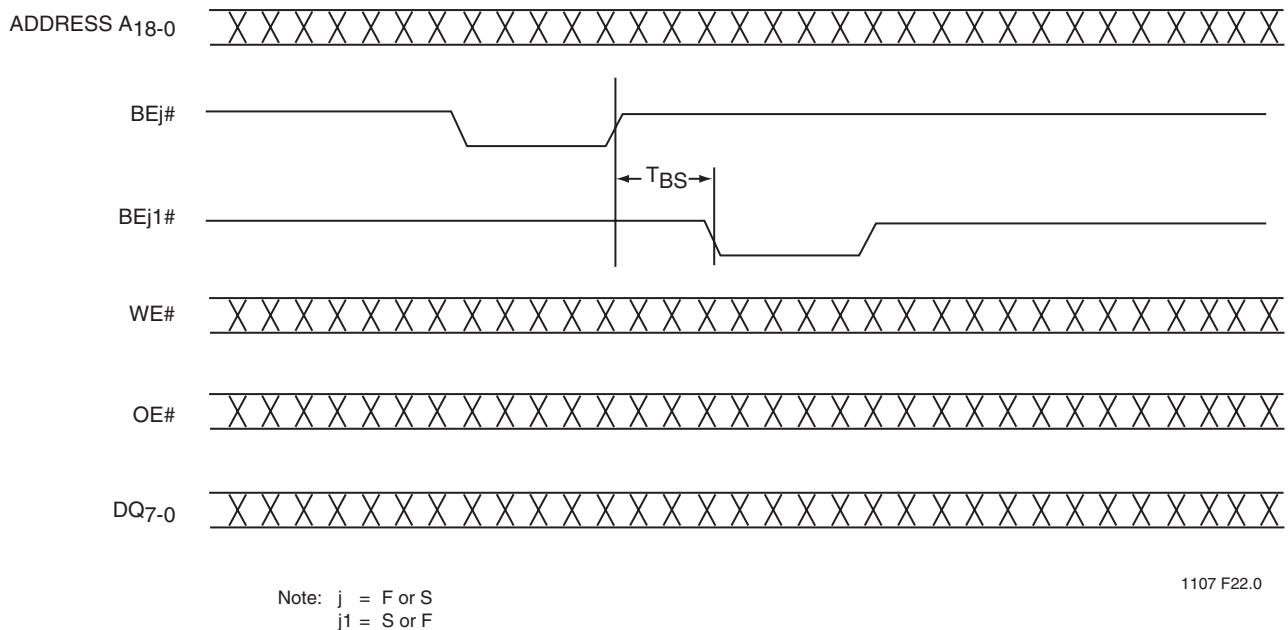 ADDRESS A18-0
BEj#
TBS
BEj1#
WE#
OE#
DQ7-0
1107 F22.0
Note: j = F or S
j1 = S or F